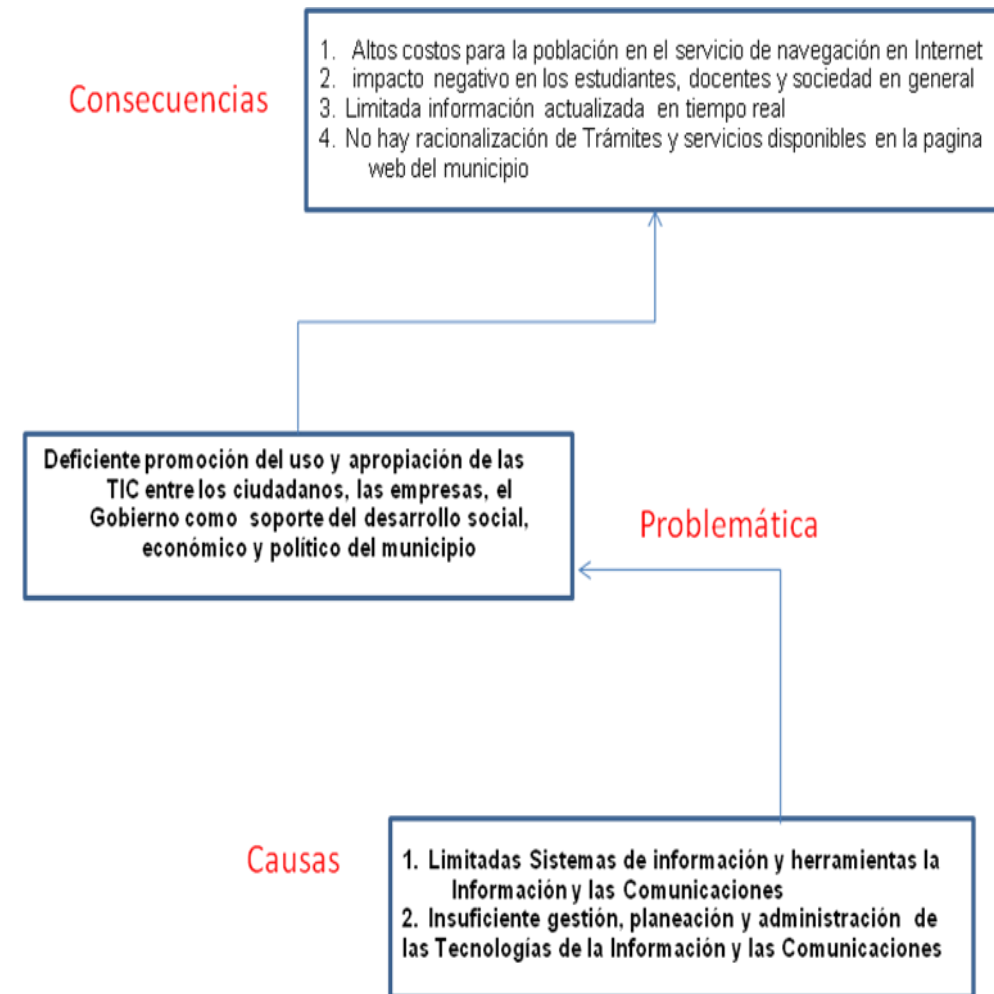 Consecuencias
1. Altos costos para la población en el servicio de navegación en Internet
2. impacto negativo en los estudiantes, docentes y sociedad en general
3. Limitada información actualizada en tiempo real
4. No hay racionalización de Trámites y servicios disponibles en la pagina
web del municipio
Deficiente promoción del uso y apropiación de las
TIC entre los ciudadanos, las empresas, el
Gobierno como soporte del desarrollo social,
económico y político del municipio
Problemática
Causas
1. Limitadas Sistemas de información y herramientas la
Información y las Comunicaciones
2. Insuficiente gestión, planeación y administración de
las Tecnologías de la Información y las Comunicaciones